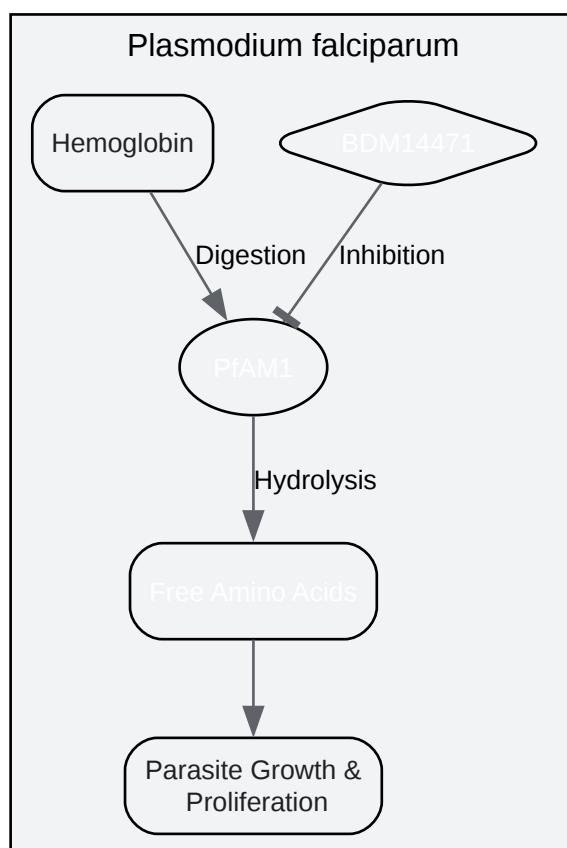 Plasmodium falciparum
Hemoglobin
BDM14471
Digestion
Inhibition
PfAM1
Hydrolysis
Free Amino Acids
Parasite Growth &
Proliferation